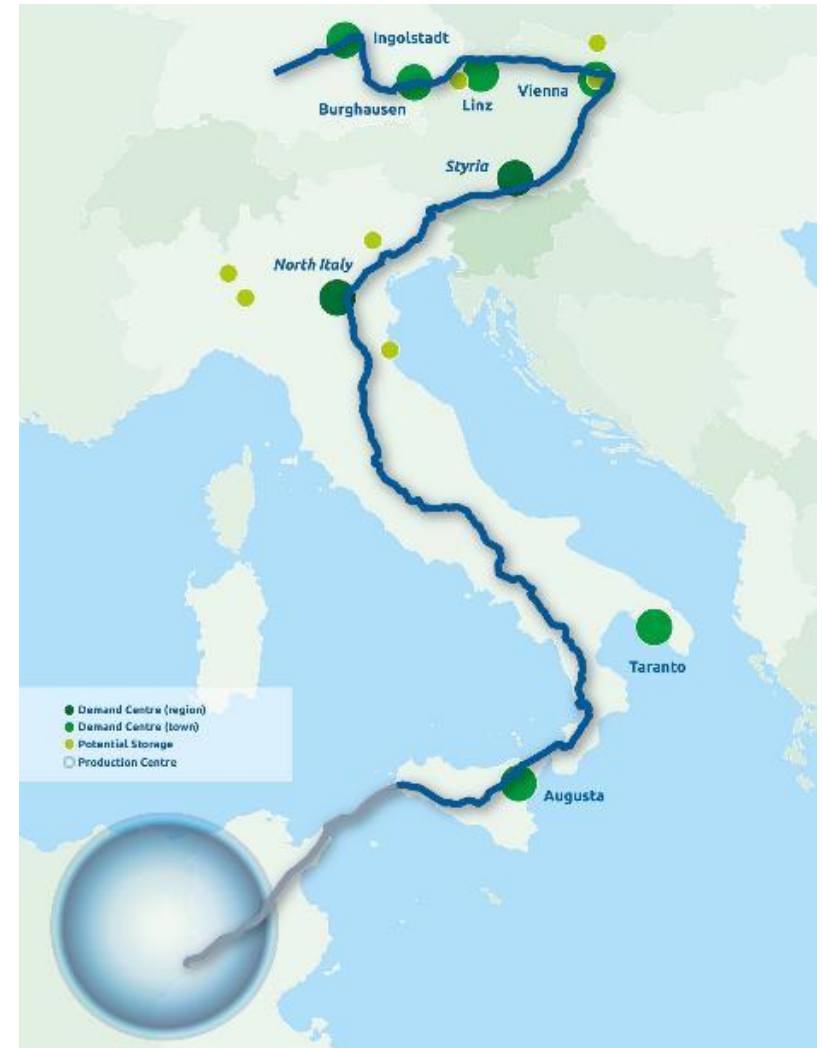 Ingolstadt
Burghausen
Linz
Vienna
Styria
North Italy
Taranto
Demand Centre (region)
Demand Centre (town)
Potential Storage
Production Centre
Augusta